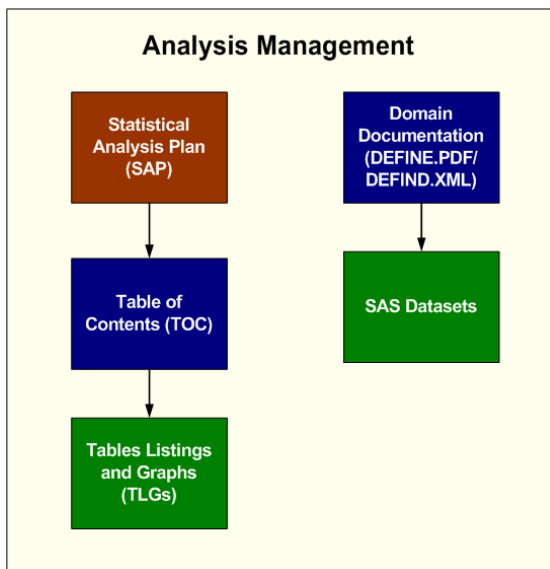 Analysis Management
Statistical
Analysis Plan
(SAP)
Table of
Contents (TOC)
Tables Listings
and Graphs
(TLGs)
Domain
Documentation
(DEFINE.PDF/
DEFIND.XML)
SAS Datasets